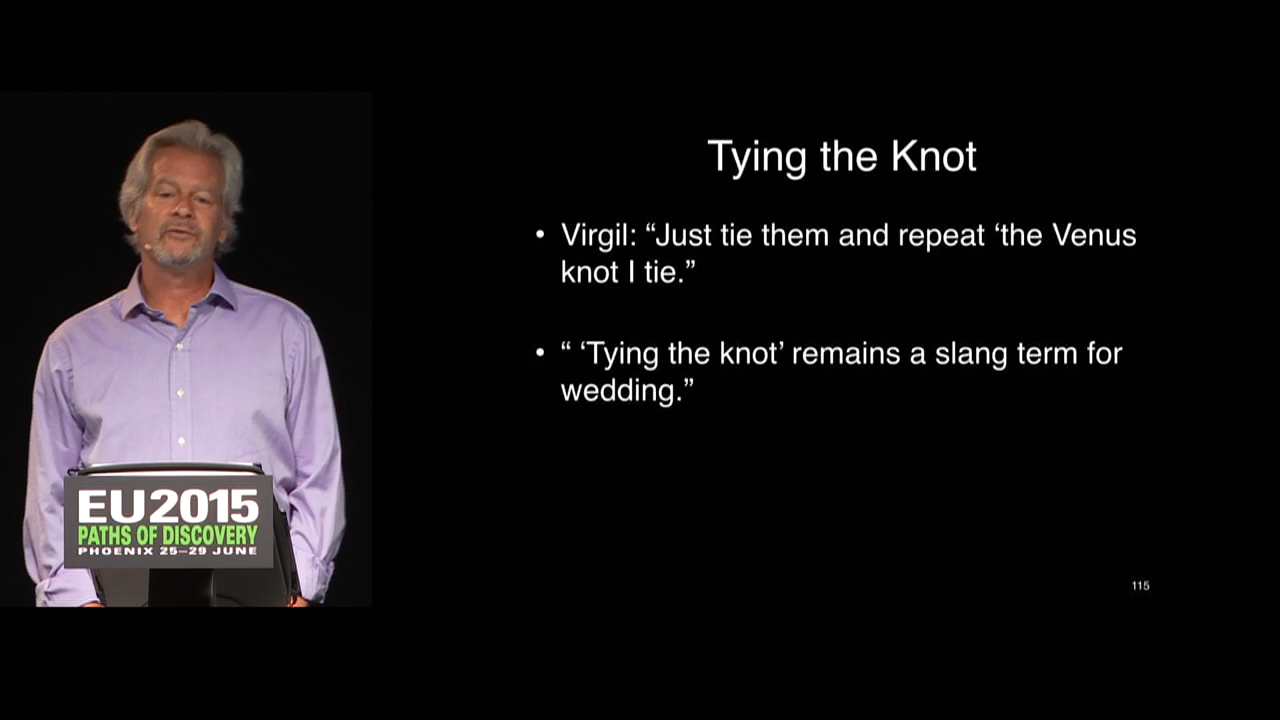 EU2015
PATHS OF DISCOVERY
PHOENIX 25–29 JUNE
Tying the Knot
• Virgil: “Just tie them and repeat ‘the Venus
knot I tie.”
• “ ‘Tying the knot’ remains a slang term for
wedding.”
115